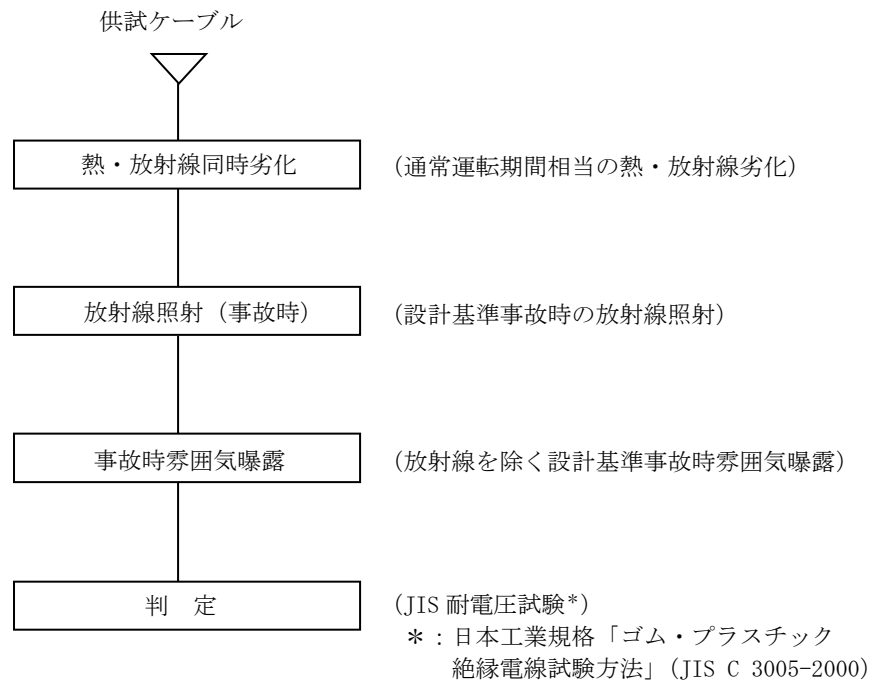 供試ケーブル
熱・放射線同時劣化 (通常運転期間相当の熱・放射線劣化)
放射線照射（事故時） (設計基準事故時の放射線照射)
事故時雰囲気曝露 (放射線を除く設計基準事故時雰囲気曝露)
判　定 (JIS 耐電圧試験*)
＊：日本工業規格「ゴム・プラスチック
絶縁電線試験方法」(JIS C 3005-2000)